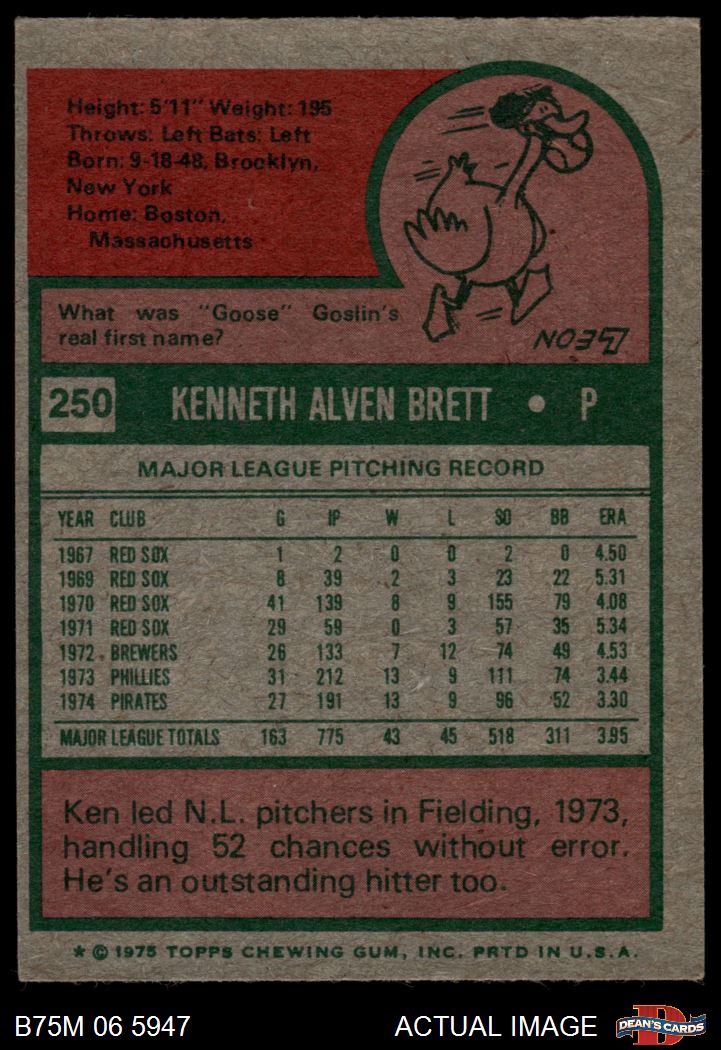 Height: 5'11" Weight: 195
Throws: Left Bats: Left
Born: 9-18-48, Brooklyn,
New York
Home: Boston,
Massachusetts
What was "Goose" Goslin's
real first name?
LEON
250 KENNETH ALVEN BRETT • P
MAJOR LEAGUE PITCHING RECORD
YEAR CLUB G IP W L SO BB ERA
1967 RED SOX 1 2 0 0 2 0 4.50
1969 RED SOX 8 39 2 3 23 22 5.31
1970 RED SOX 41 139 8 9 155 79 4.08
1971 RED SOX 29 59 0 3 57 35 5.34
1972 BREWERS 26 133 7 12 74 49 4.53
1973 PHILLIES 31 212 13 9 111 74 3.44
1974 PIRATES 27 191 13 9 96 52 3.30
MAJOR LEAGUE TOTALS 163 775 43 45 518 311 3.95
Ken led N.L. pitchers in Fielding, 1973,
handling 52 chances without error.
He's an outstanding hitter too.
* © 1975 TOPPS CHEWING GUM, INC. PRTD IN U.S.A.
B75M 06 5947 ACTUAL IMAGE D DEAN'S CARDS